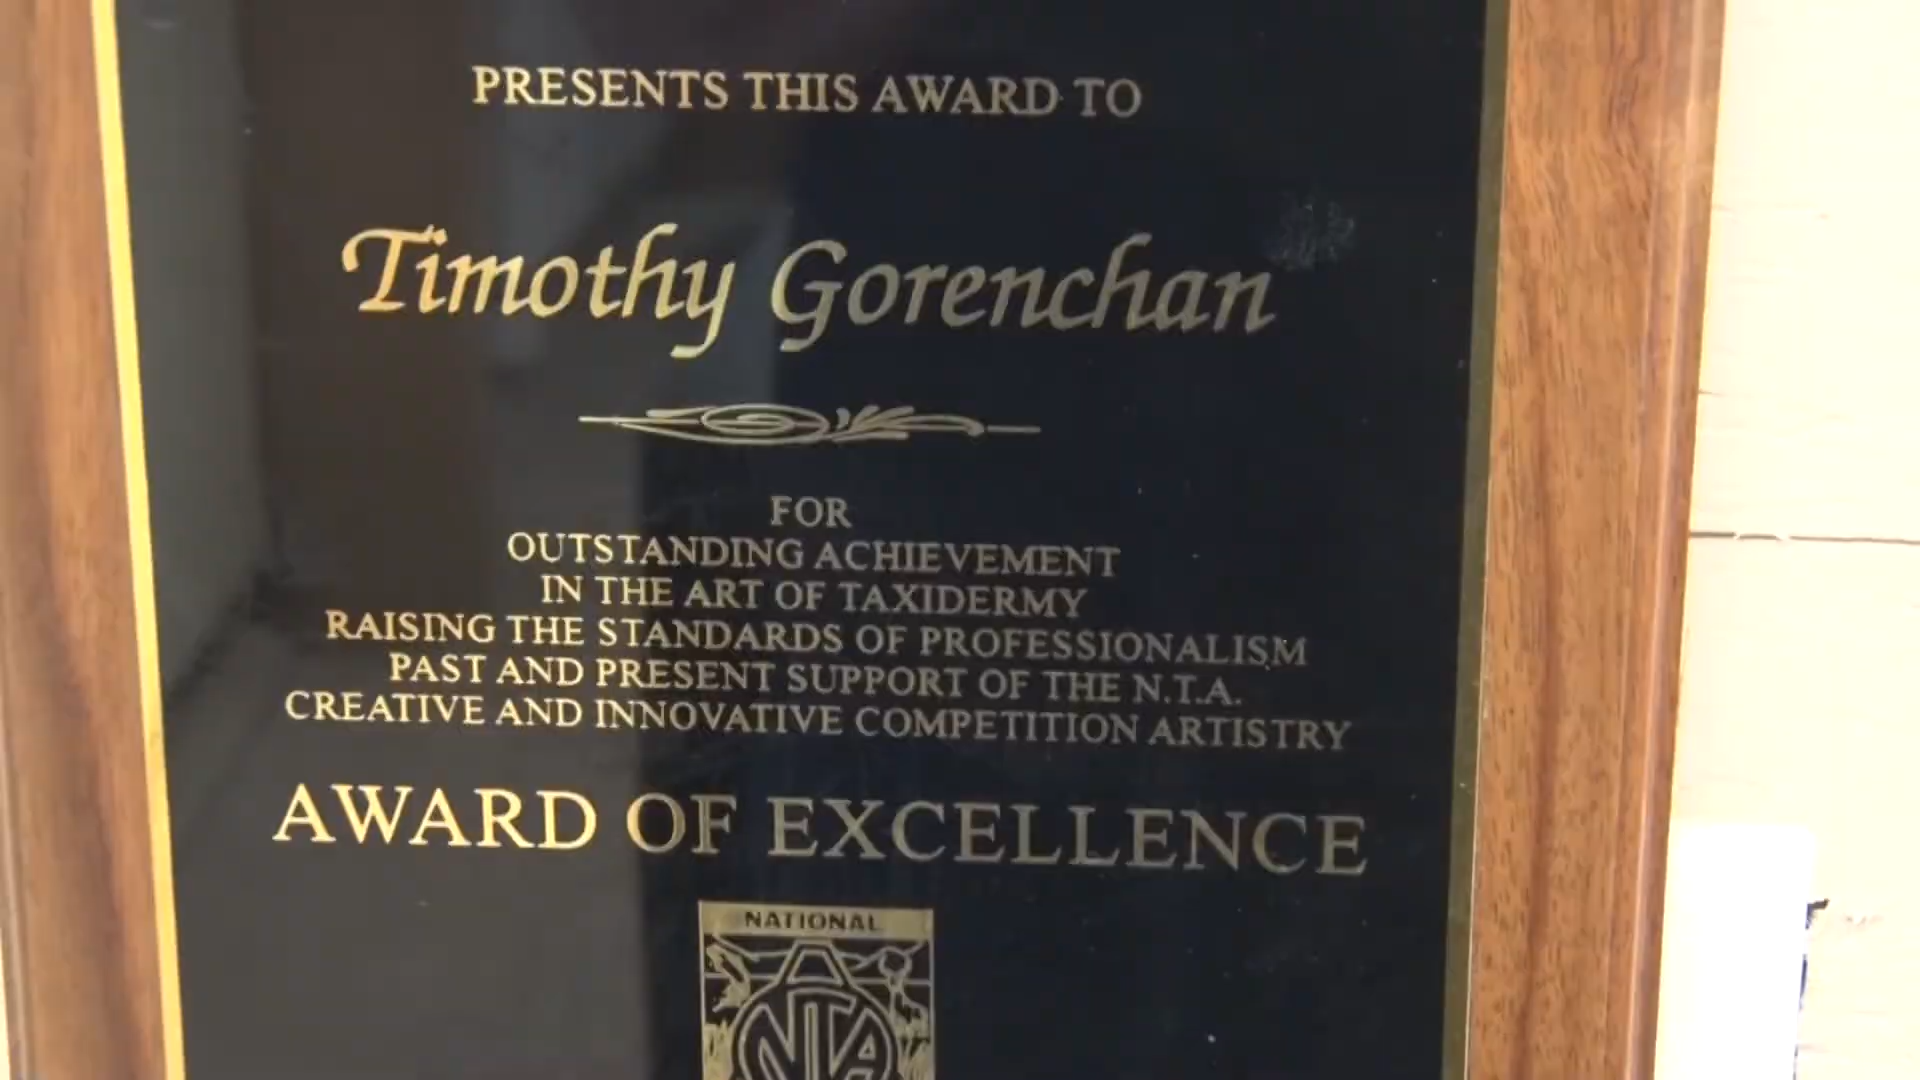 PRESENTS THIS AWARD TO
Timothy Gorenchan
FOR
OUTSTANDING ACHIEVEMENT
IN THE ART OF TAXIDERMY
RAISING THE STANDARDS OF PROFESSIONALISM
PAST AND PRESENT SUPPORT OF THE N.T.A.
CREATIVE AND INNOVATIVE COMPETITION ARTISTRY
AWARD OF EXCELLENCE
NATIONAL
NTA